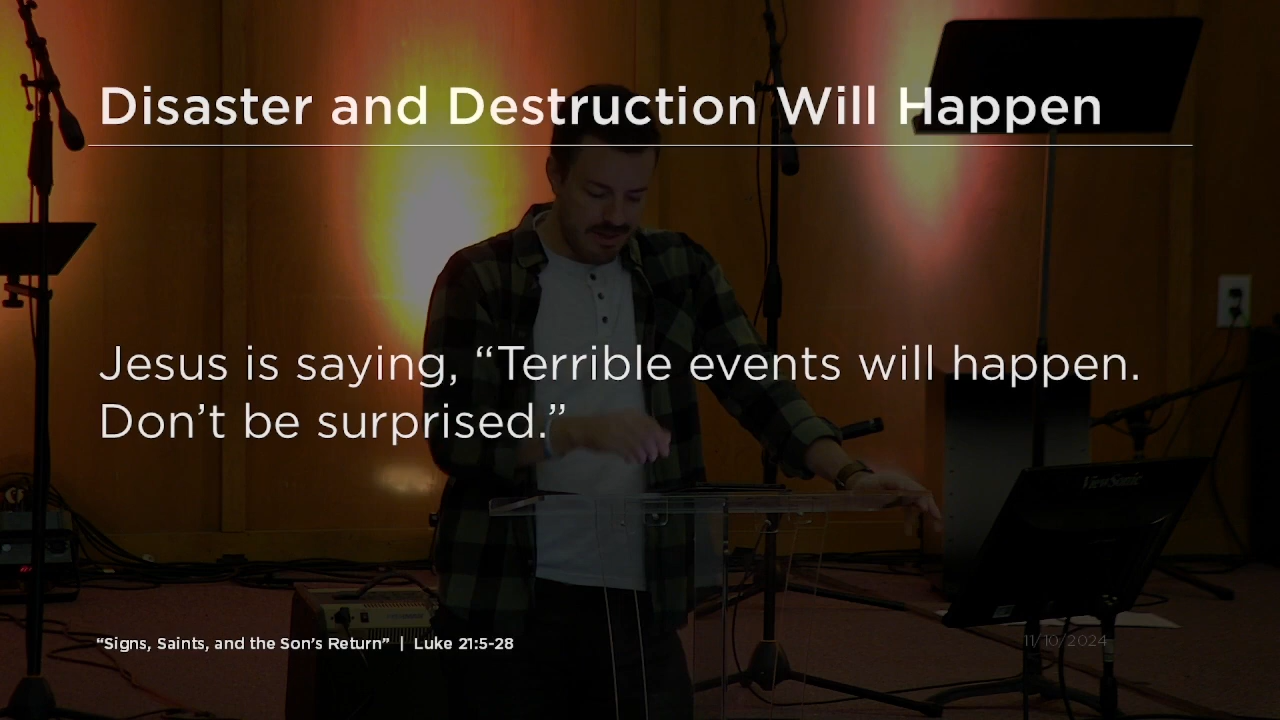 Disaster and Destruction Will Happen
Jesus is saying, “Terrible events will happen.
Don’t be surprised.”
“Signs, Saints, and the Son’s Return” | Luke 21:5-28
11/10/2024
ViewSonic